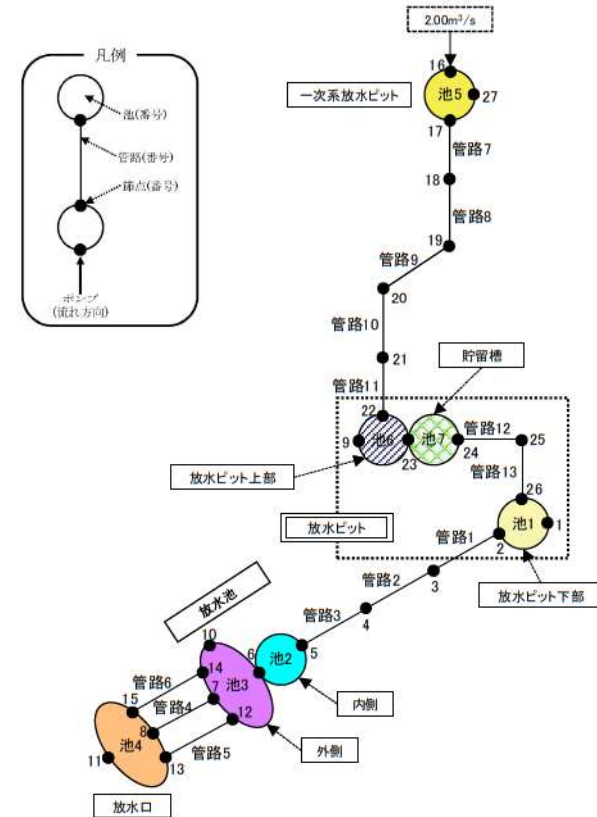 凡例
池(番号)
管路(番号)
節点(番号)
ポンプ
(流れ方向)
2.00m³/s
16
一次系放水ピット
池5
27
17
管路7
18
管路8
19
管路9
20
管路10
21
貯留槽
管路11
22
管路12
9
池6
池7
25
23
24
放水ピット上部
管路13
26
放水ピット
池1
1
管路1
2
管路2
3
放水ピット下部
放水池
管路3
4
10
6
池2
5
14
管路6
池3
7
15
管路4
12
内側
8
池4
管路5
外側
11
13
放水口